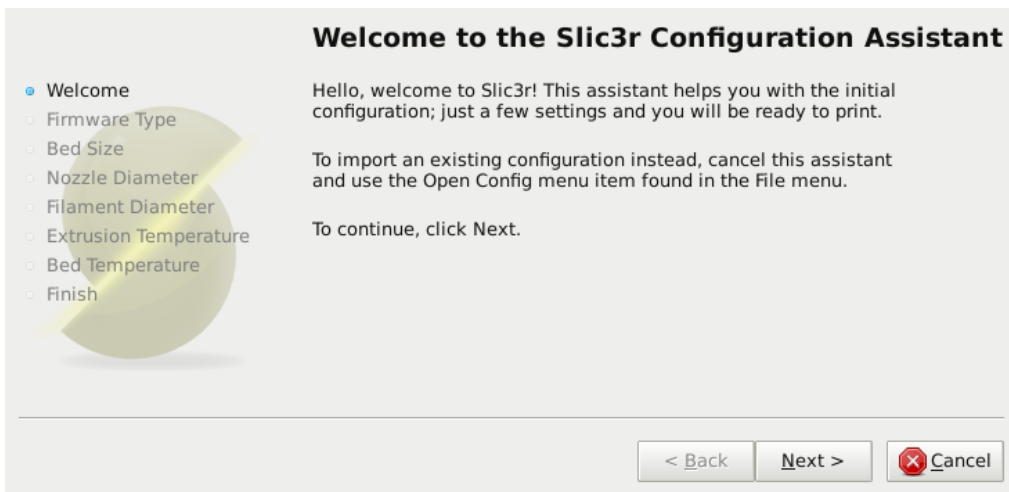 Welcome to the Slic3r Configuration Assistant
Welcome
Firmware Type
Bed Size
Nozzle Diameter
Filament Diameter
Extrusion Temperature
Bed Temperature
Finish
Hello, welcome to Slic3r! This assistant helps you with the initial
configuration; just a few settings and you will be ready to print.
To import an existing configuration instead, cancel this assistant
and use the Open Config menu item found in the File menu.
To continue, click Next.
< Back
Next >
Cancel